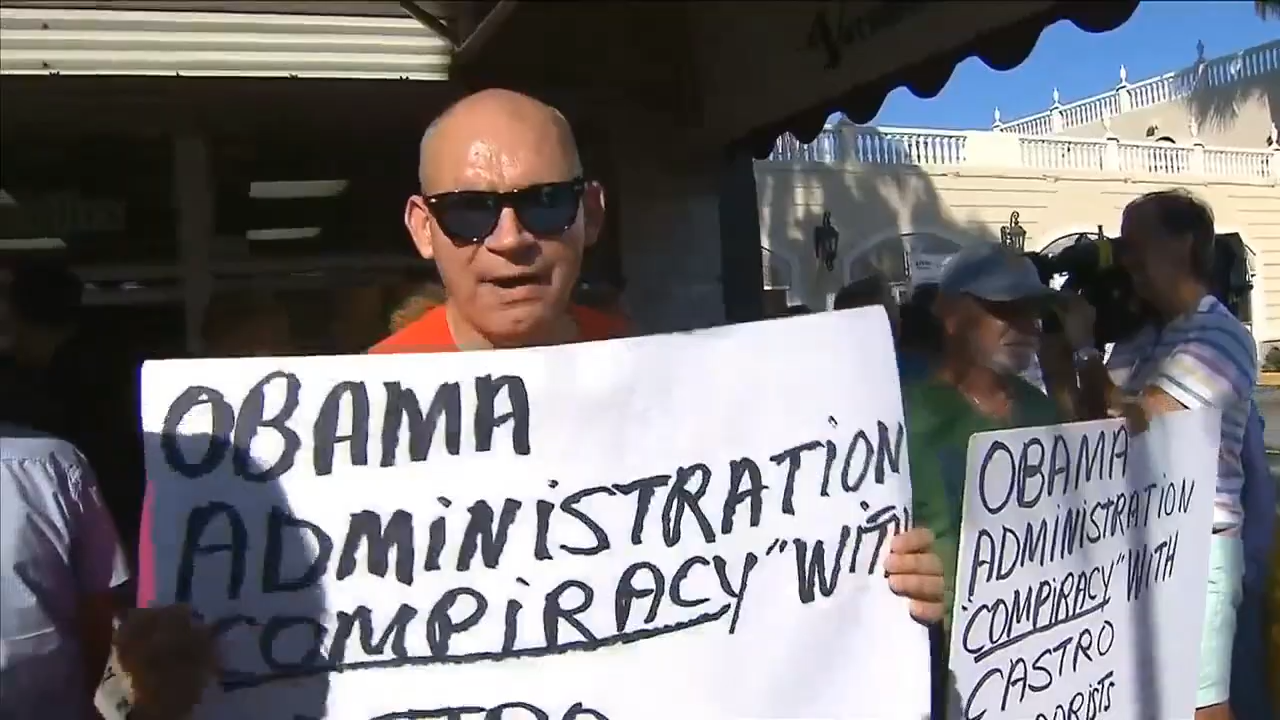 OBAMA
ADMINISTRATION
"COMPIRACY" WITH
OBAMA
ADMINISTRATION
"COMPIRACY" WITH
CASTRO